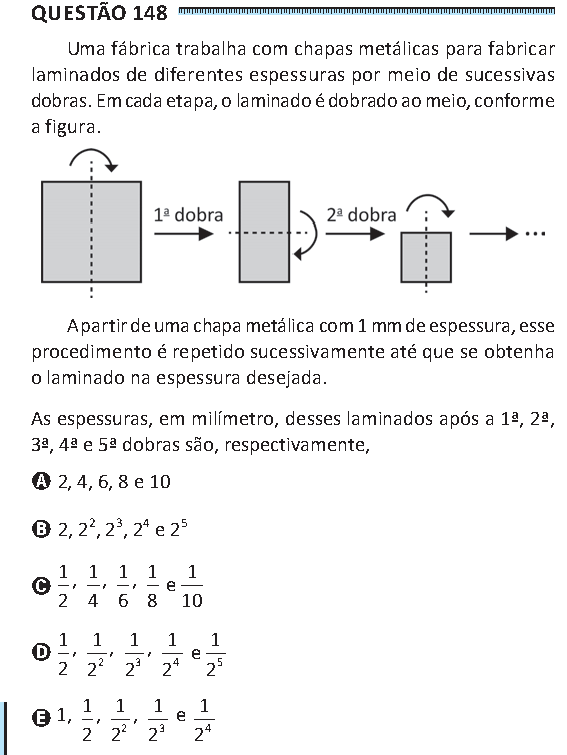 QUESTÃO 148
Uma fábrica trabalha com chapas metálicas para fabricar
laminados de diferentes espessuras por meio de sucessivas
dobras. Em cada etapa, o laminado é dobrado ao meio, conforme
a figura.
1ª dobra 2ª dobra ...
A partir de uma chapa metálica com 1 mm de espessura, esse
procedimento é repetido sucessivamente até que se obtenha
o laminado na espessura desejada.
As espessuras, em milímetro, desses laminados após a 1ª, 2ª,
3ª, 4ª e 5ª dobras são, respectivamente,
A 2, 4, 6, 8 e 10
B 2, 2², 2³, 2⁴ e 2⁵
C 1/2, 1/4, 1/6, 1/8 e 1/10
D 1/2, 1/2², 1/2³, 1/2⁴ e 1/2⁵
E 1, 1/2, 1/2², 1/2³ e 1/2⁴